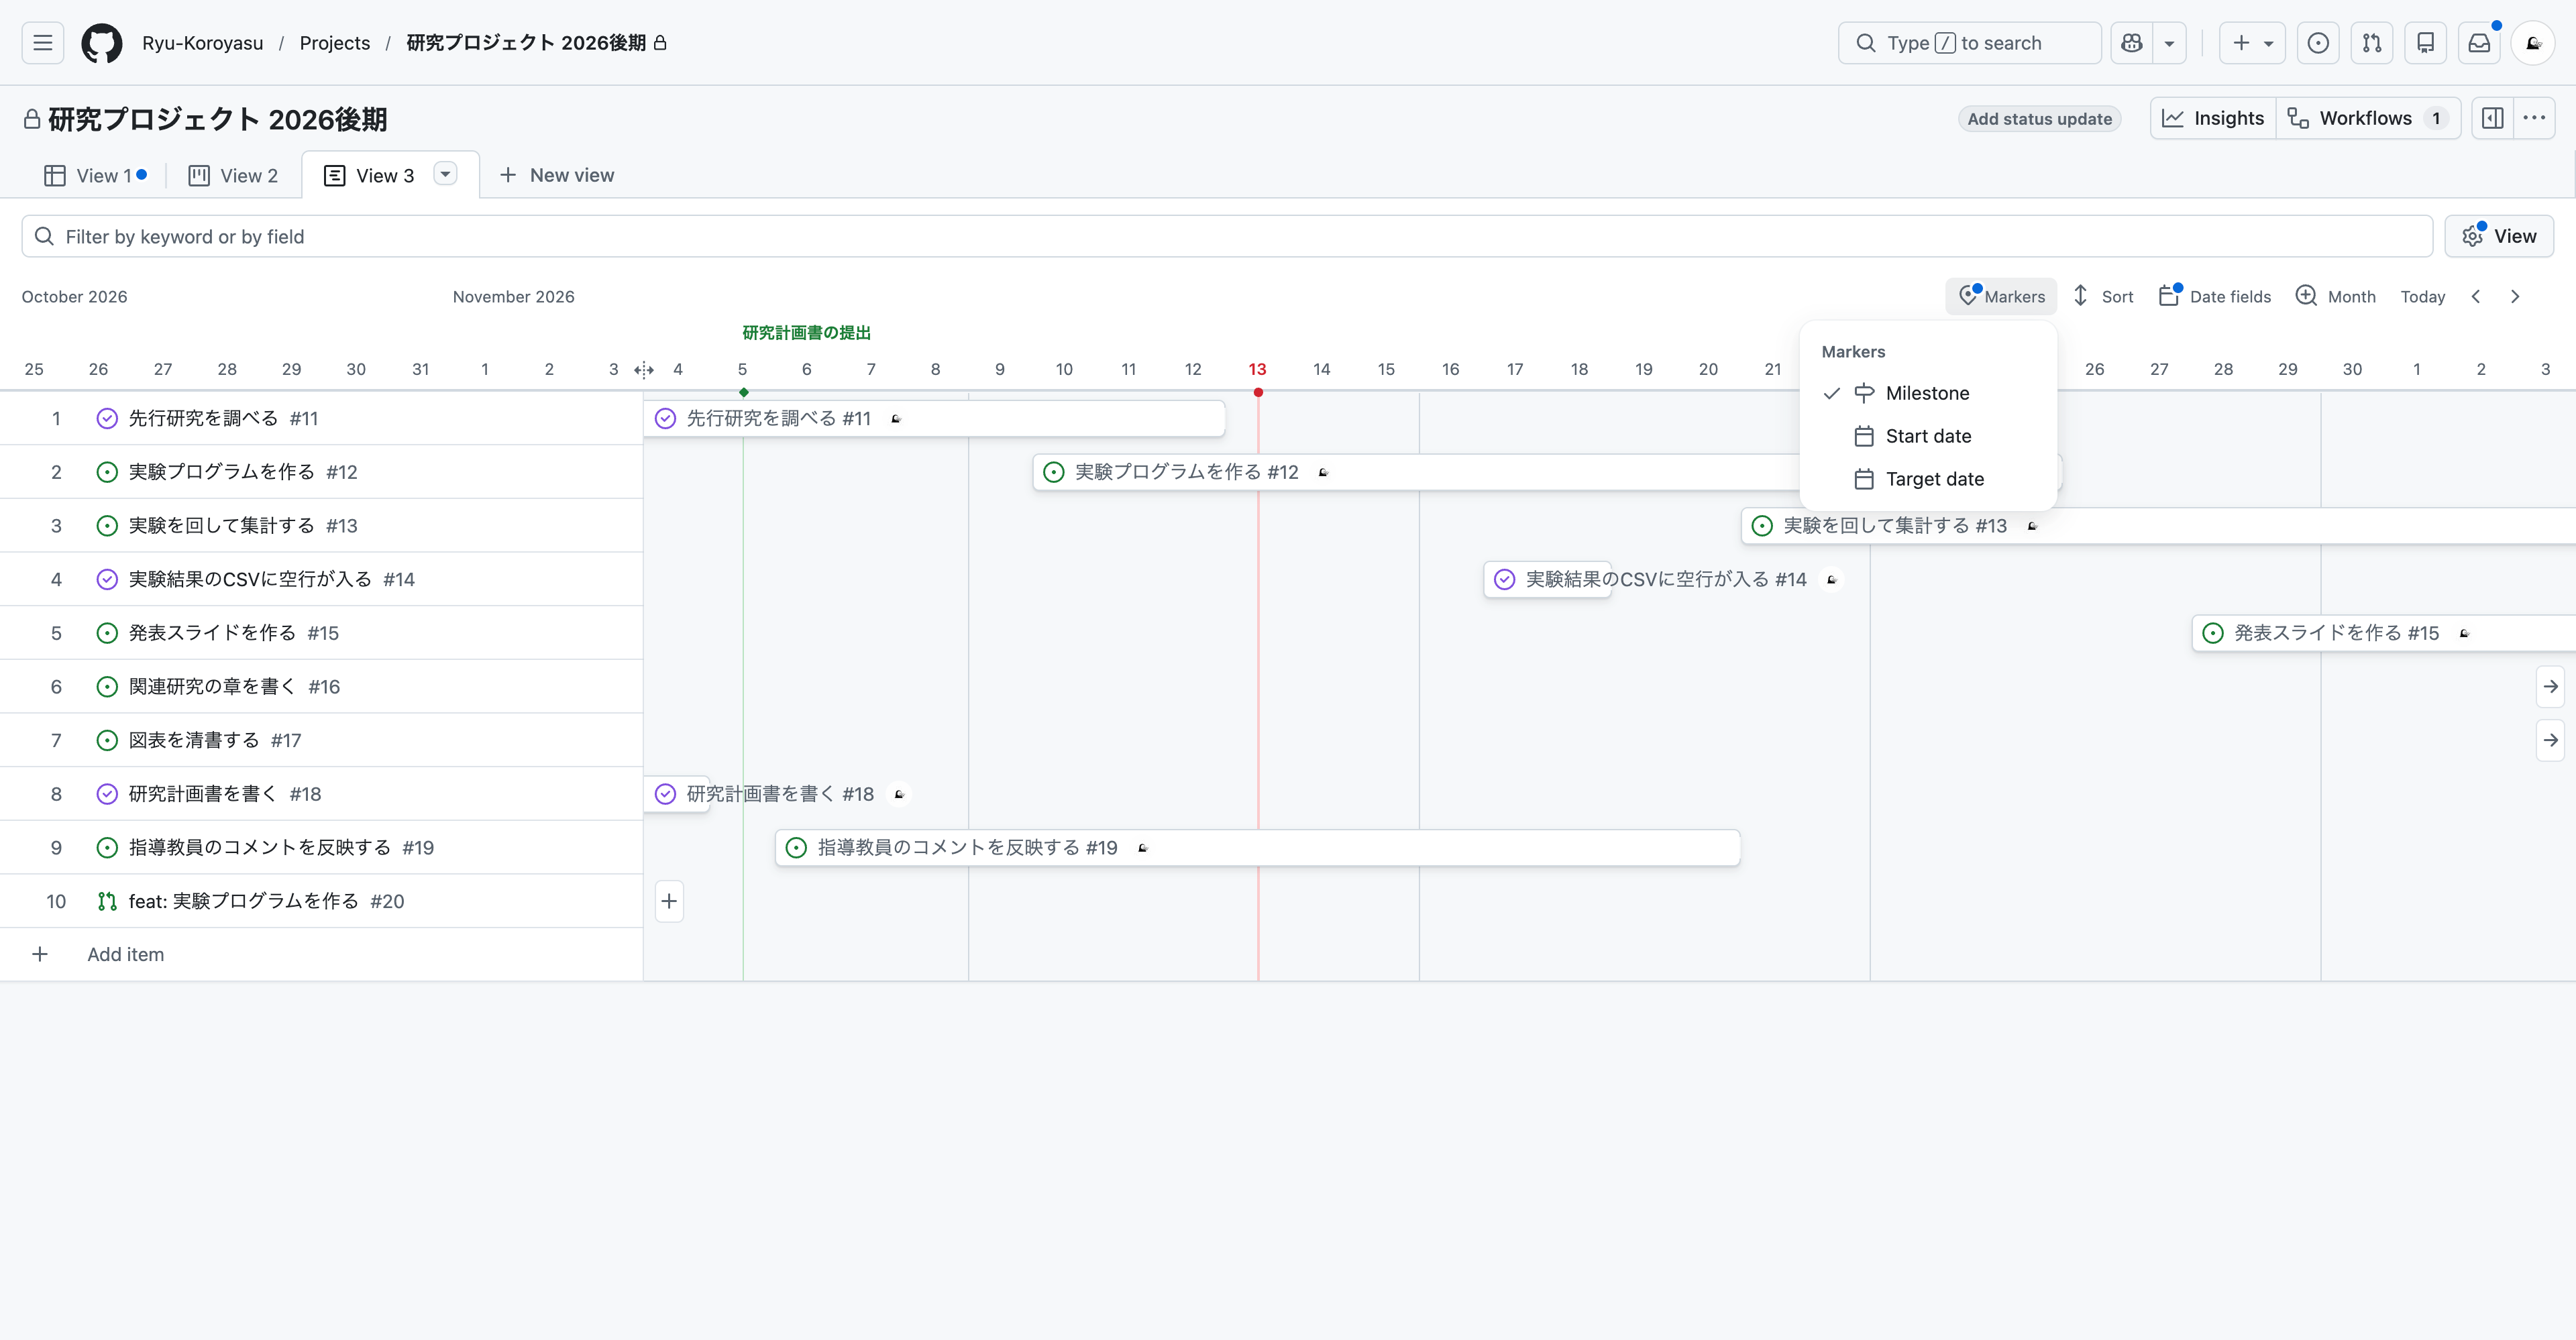 Ryu-Koroyasu / Projects / 研究プロジェクト 2026後期
Type / to search
研究プロジェクト 2026後期
Add status update
Insights
Workflows 1
View 1
View 2
View 3
New view
Filter by keyword or by field
View
October 2026
November 2026
Markers
Sort
Date fields
Month
Today
研究計画書の提出
25 26 27 28 29 30 31 1 2 3 4 5 6 7 8 9 10 11 12 13 14 15 16 17 18 19 20 21 26 27 28 29 30 1 2 3
Markers
Milestone
Start date
Target date
1 先行研究を調べる #11
先行研究を調べる #11
2 実験プログラムを作る #12
実験プログラムを作る #12
3 実験を回して集計する #13
実験を回して集計する #13
4 実験結果のCSVに空行が入る #14
実験結果のCSVに空行が入る #14
5 発表スライドを作る #15
発表スライドを作る #15
6 関連研究の章を書く #16
7 図表を清書する #17
8 研究計画書を書く #18
研究計画書を書く #18
9 指導教員のコメントを反映する #19
指導教員のコメントを反映する #19
10 feat: 実験プログラムを作る #20
Add item